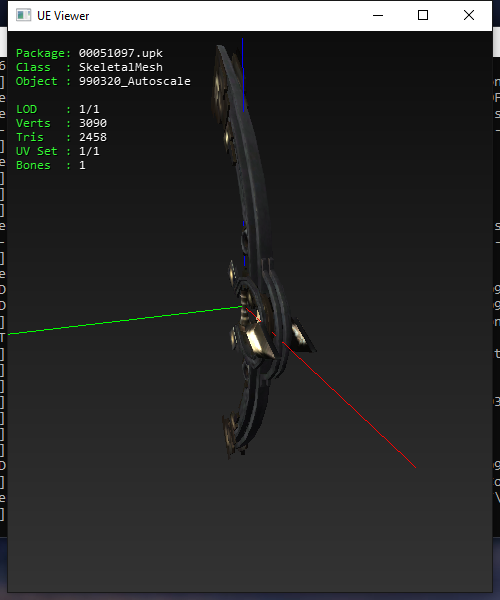 UE Viewer
Package: 00051097.upk
Class  : SkeletalMesh
Object : 990320_Autoscale
LOD    : 1/1
Verts  : 3090
Tris   : 2458
UV Set : 1/1
Bones  : 1